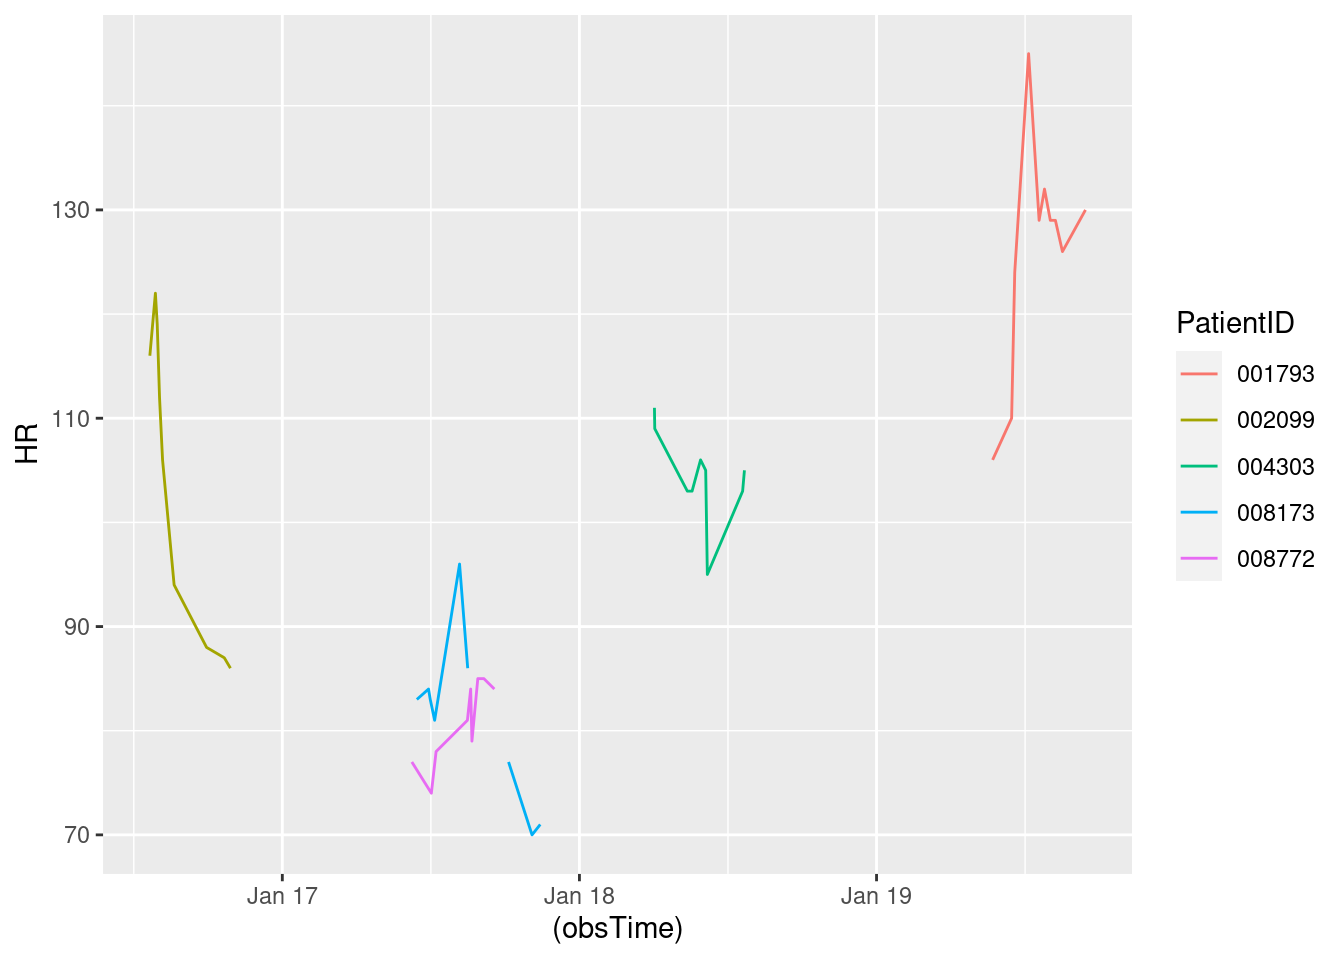 HR
130
110
90
70
Jan 17
Jan 18
Jan 19
(obsTime)
PatientID
001793
002099
004303
008173
008772